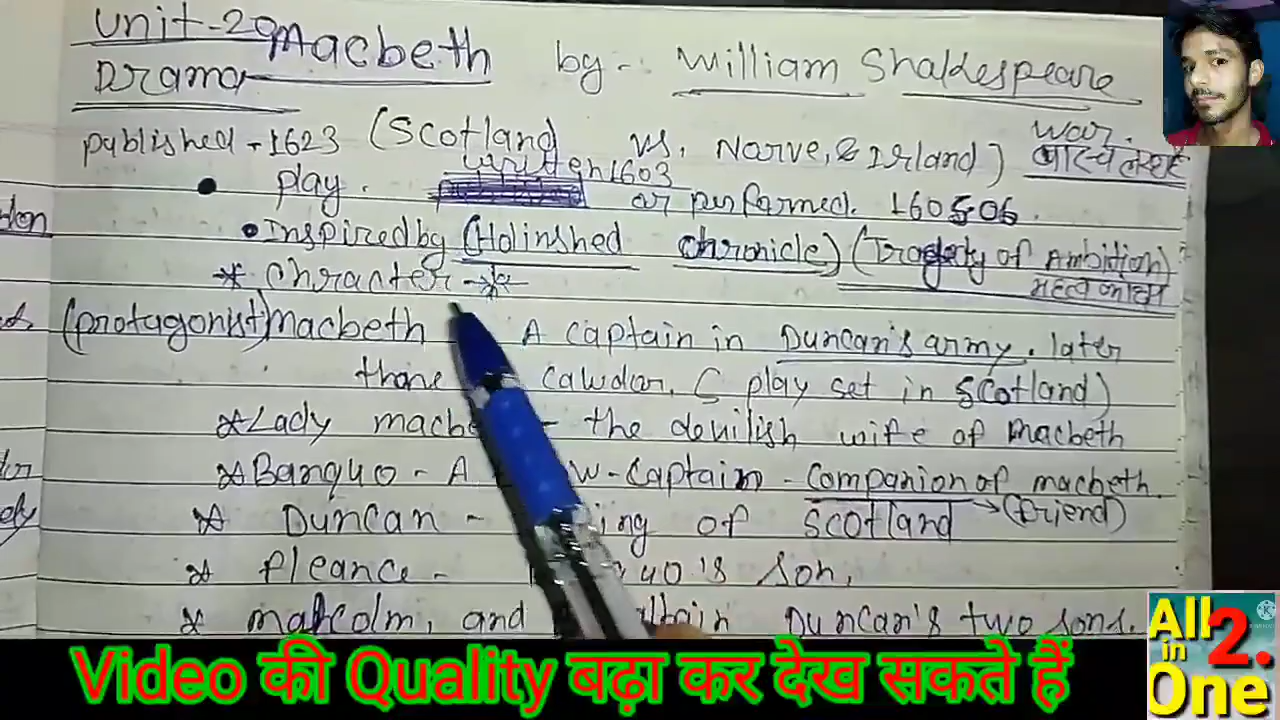 Unit-2 Macbeth by-: William Shakespeare
Drama
published - 1623 (Scotland vs. Norve, & Irland) war.
written 1603
play. or performed. 1605-06.
Inspired by (Holinshed chronicle) (Tragedy of Ambition)
* Chracter -*
(protagonist) Macbeth A Captain in Duncan's army. later
thane cawdor. ( play set in Scotland)
*Lady macbe - the devilish wife of Macbeth
*Banquo - A w-Captain - Companion of macbeth.
* Duncan - ing of Scotland → (friend)
* fleance - uo's son,
* malcolm, and Duncan's two sons.
Video की Quality बढ़ा कर देख सकते हैं
All 2.
in
One